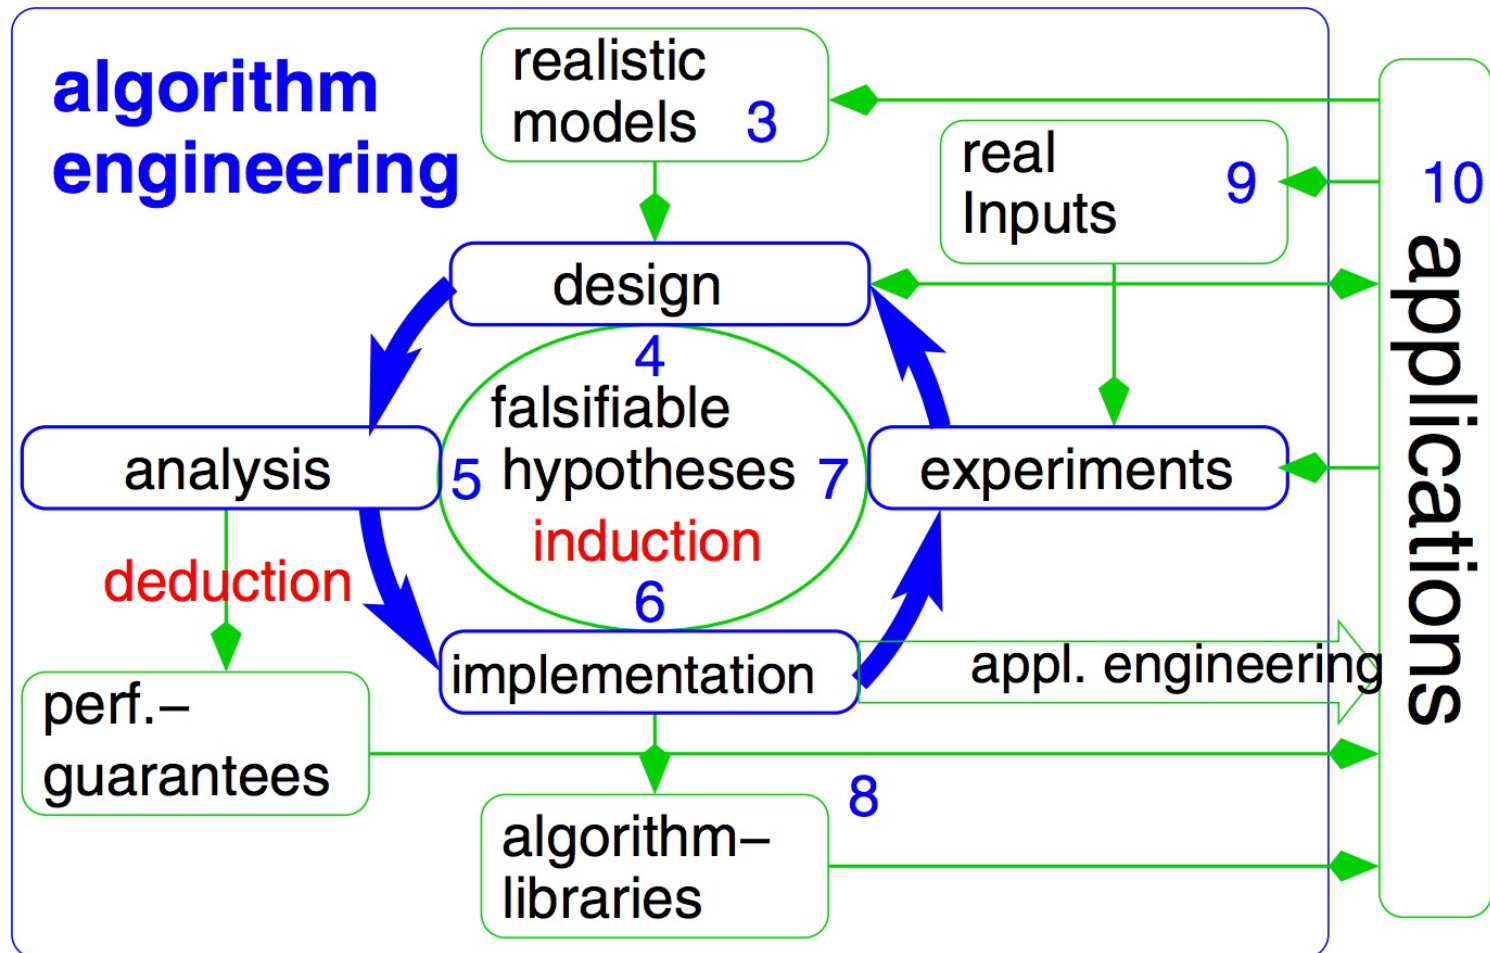 algorithm
engineering
realistic
models 3
real
Inputs 9
10
applications
design
4
falsifiable
hypotheses
induction
5
7
6
analysis
experiments
deduction
implementation
appl. engineering
perf.–
guarantees
8
algorithm–
libraries